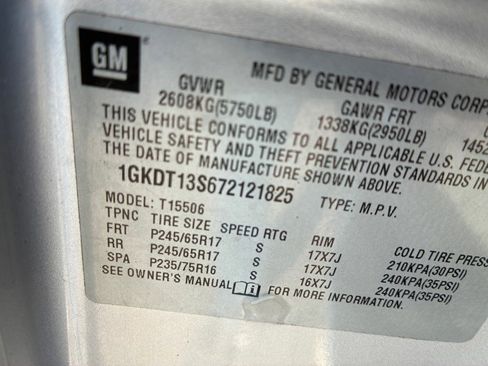 GM
MFD BY GENERAL MOTORS CORP
GVWR GAWR FRT
2608KG(5750LB) 1338KG(2950LB) 1452
THIS VEHICLE CONFORMS TO ALL APPLICABLE U.S. FEDE
VEHICLE SAFETY AND THEFT PREVENTION STANDARDS IN
THE DATE OF MANUFACTURE SHOWN ABOVE.
1GKDT13S672121825 TYPE: M.P.V.
MODEL: T15506
TPNC TIRE SIZE SPEED RTG RIM COLD TIRE PRESS
FRT P245/65R17 S 17X7J 210KPA(30PSI)
RR P245/65R17 S 17X7J 240KPA(35PSI)
SPA P235/75R16 S 16X7J 240KPA(35PSI)
SEE OWNER'S MANUAL FOR MORE INFORMATION.